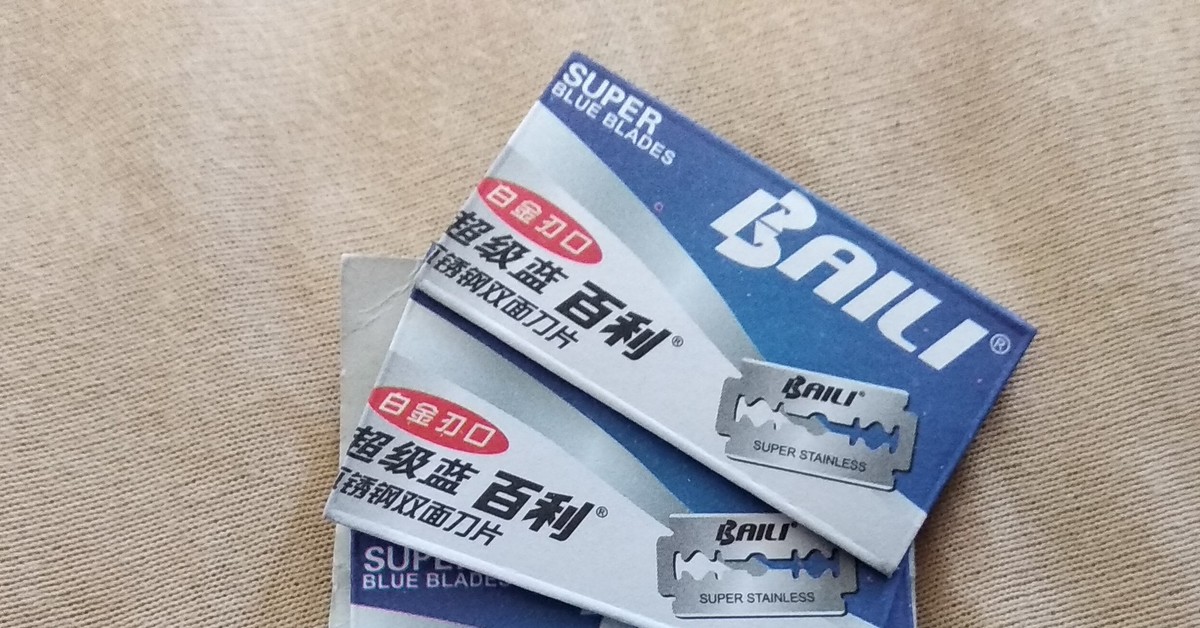 SUPER
BLUE BLADES
BAILI®
白金刃口
超级蓝 百利®
不锈钢双面刀片
BAILI®
SUPER STAINLESS
白金刃口
超级蓝 百利®
锈钢双面刀片
BAILI®
SUPER STAINLESS
SUPE
BLUE BLADES